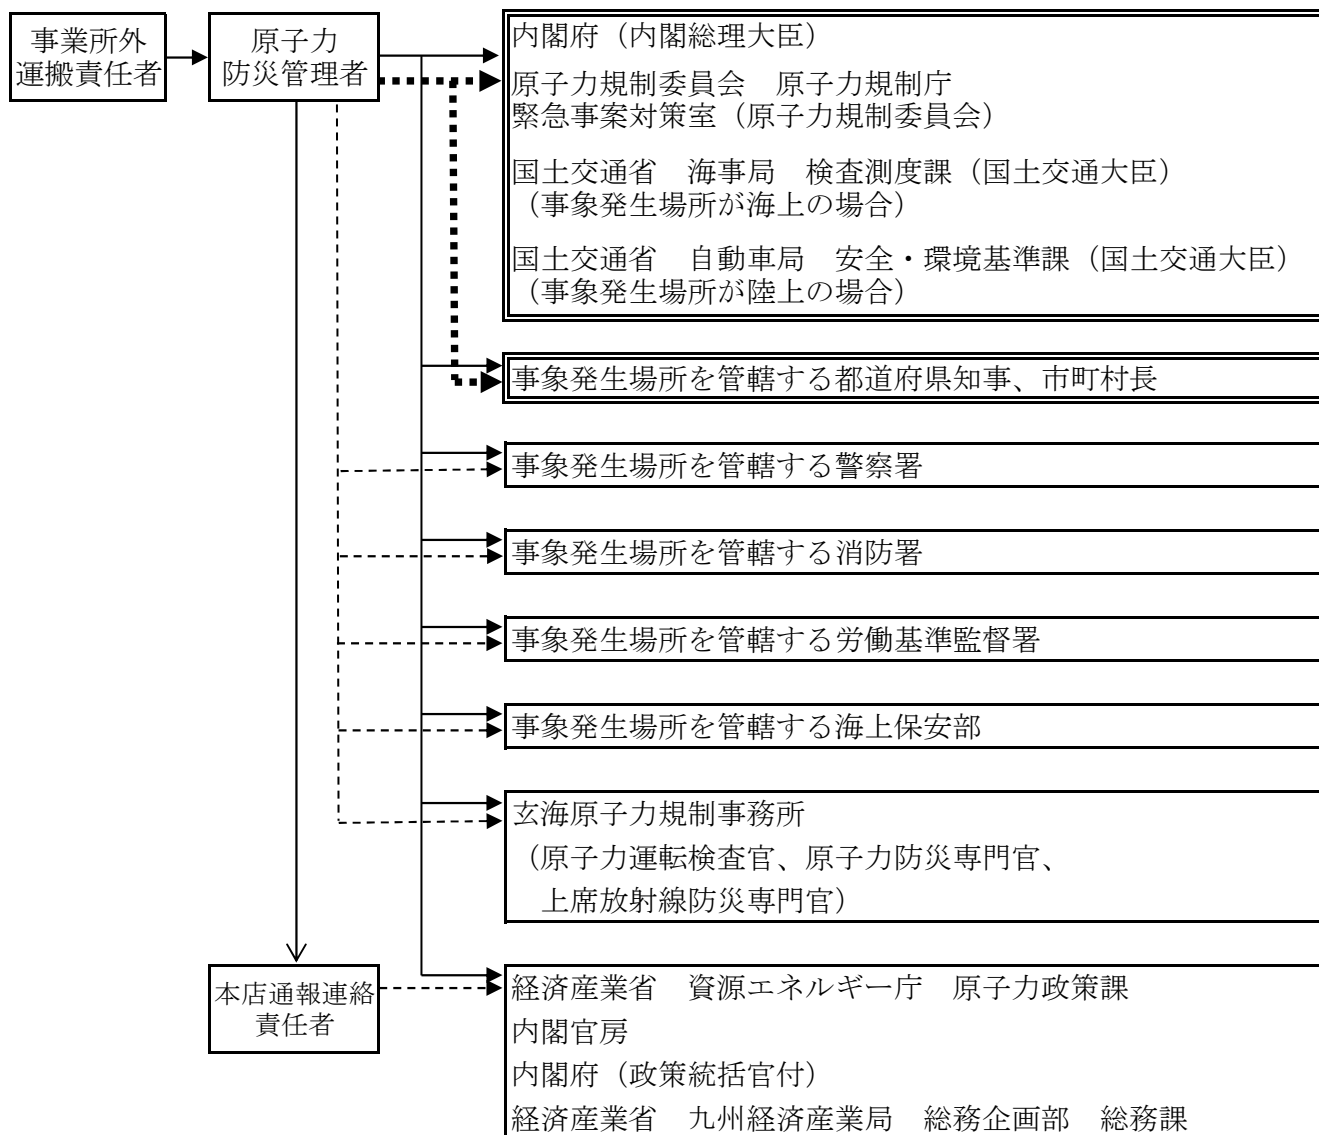 事業所外
運搬責任者
原子力
防災管理者
内閣府（内閣総理大臣）
原子力規制委員会　原子力規制庁
緊急事案対策室（原子力規制委員会）
国土交通省　海事局　検査測度課（国土交通大臣）
（事象発生場所が海上の場合）
国土交通省　自動車局　安全・環境基準課（国土交通大臣）
（事象発生場所が陸上の場合）
事象発生場所を管轄する都道府県知事、市町村長
事象発生場所を管轄する警察署
事象発生場所を管轄する消防署
事象発生場所を管轄する労働基準監督署
事象発生場所を管轄する海上保安部
玄海原子力規制事務所
（原子力運転検査官、原子力防災専門官、
上席放射線防災専門官）
本店通報連絡
責任者
経済産業省　資源エネルギー庁　原子力政策課
内閣官房
内閣府（政策統括官付）
経済産業省　九州経済産業局　総務企画部　総務課